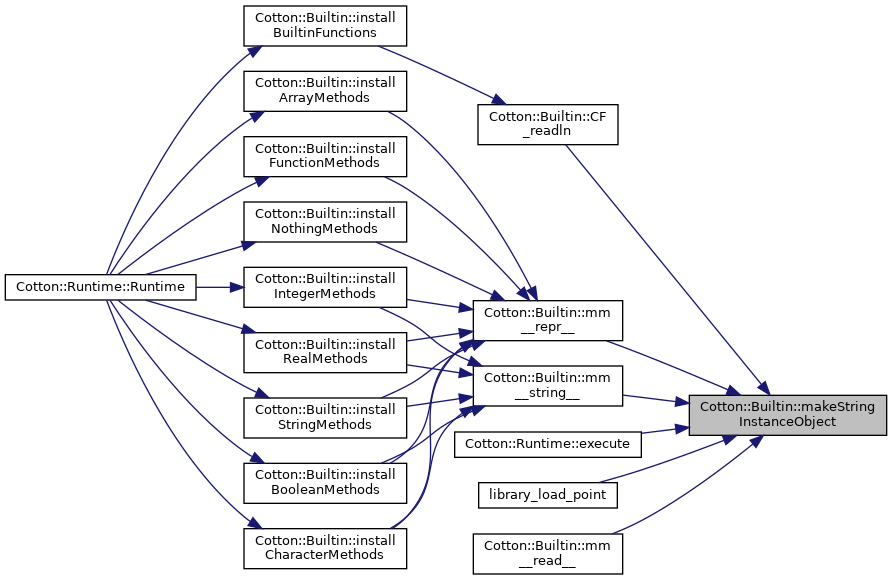 Cotton::Builtin::install
BuiltinFunctions
Cotton::Builtin::install
ArrayMethods
Cotton::Builtin::CF
_readln
Cotton::Builtin::install
FunctionMethods
Cotton::Builtin::install
NothingMethods
Cotton::Runtime::Runtime
Cotton::Builtin::install
IntegerMethods
Cotton::Builtin::mm
__repr__
Cotton::Builtin::install
RealMethods
Cotton::Builtin::mm
__string__
Cotton::Builtin::makeString
InstanceObject
Cotton::Builtin::install
StringMethods
Cotton::Runtime::execute
Cotton::Builtin::install
BooleanMethods
library_load_point
Cotton::Builtin::install
CharacterMethods
Cotton::Builtin::mm
__read__